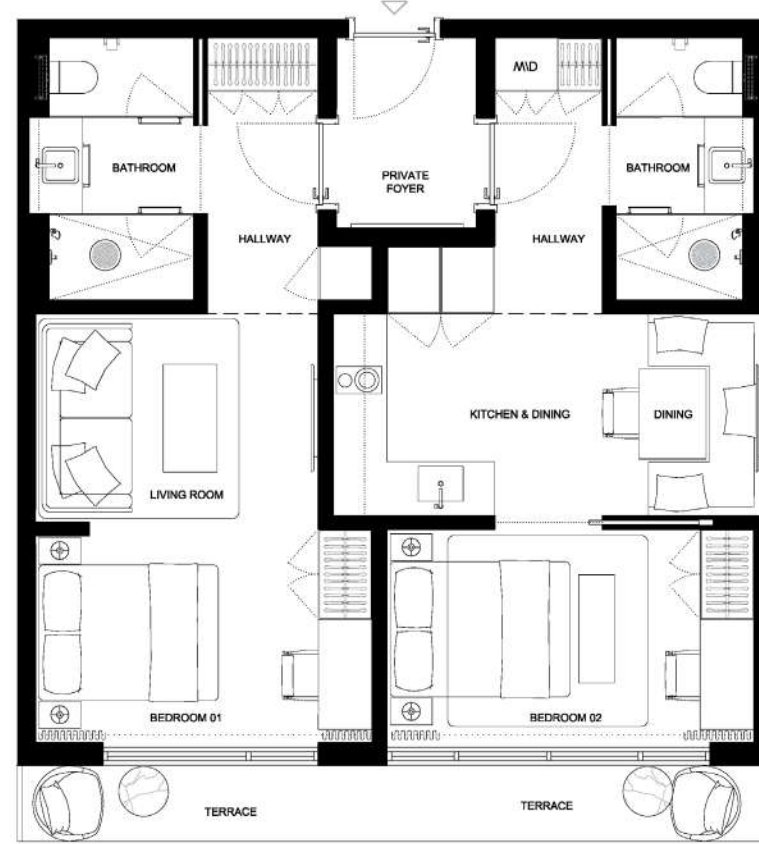 M\D
BATHROOM
PRIVATE
FOYER
BATHROOM
HALLWAY
HALLWAY
KITCHEN & DINING
DINING
LIVING ROOM
BEDROOM 01
BEDROOM 02
TERRACE
TERRACE